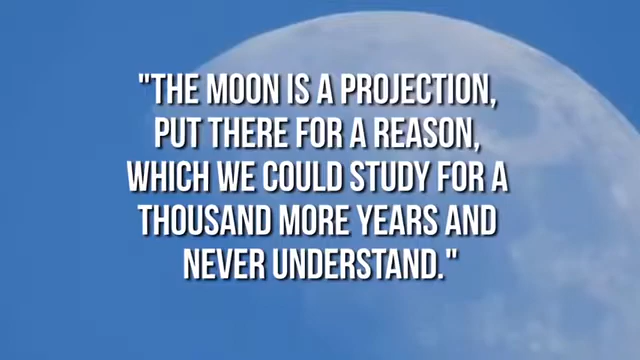 "THE MOON IS A PROJECTION,
PUT THERE FOR A REASON,
WHICH WE COULD STUDY FOR A
THOUSAND MORE YEARS AND
NEVER UNDERSTAND."